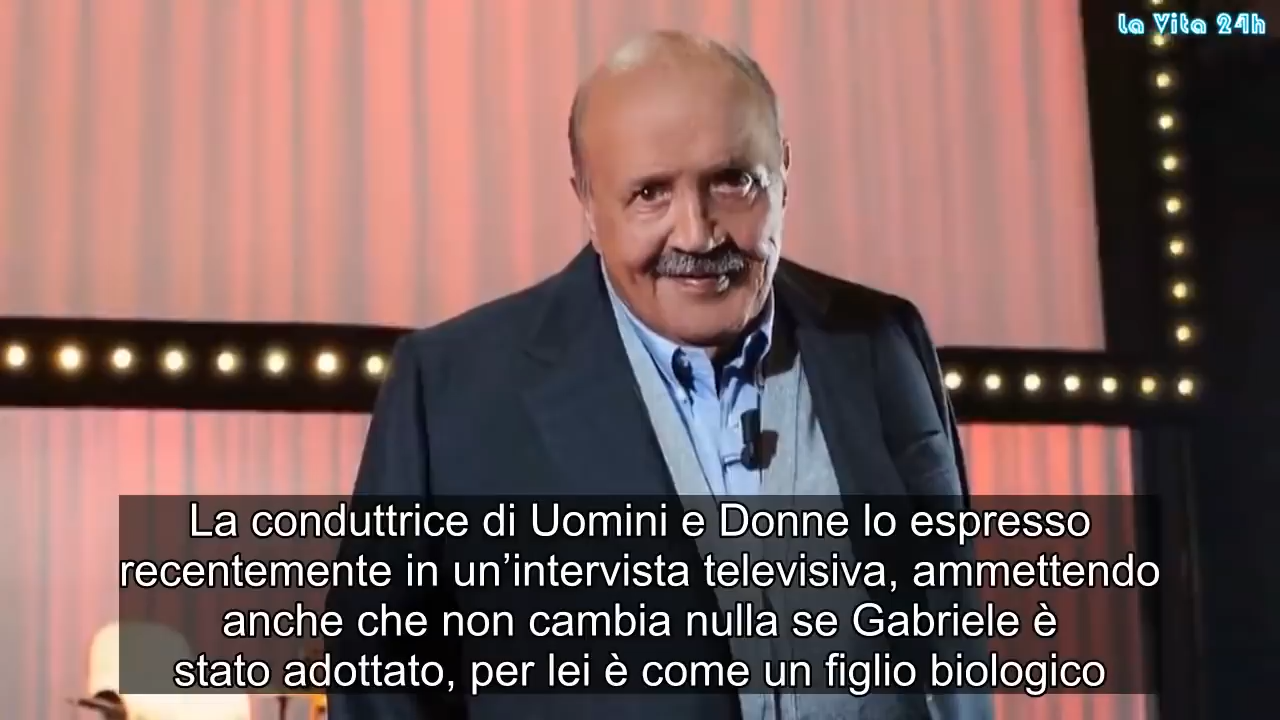 La Vita 24h
La conduttrice di Uomini e Donne lo espresso
recentemente in un’intervista televisiva, ammettendo
anche che non cambia nulla se Gabriele è
stato adottato, per lei è come un figlio biologico